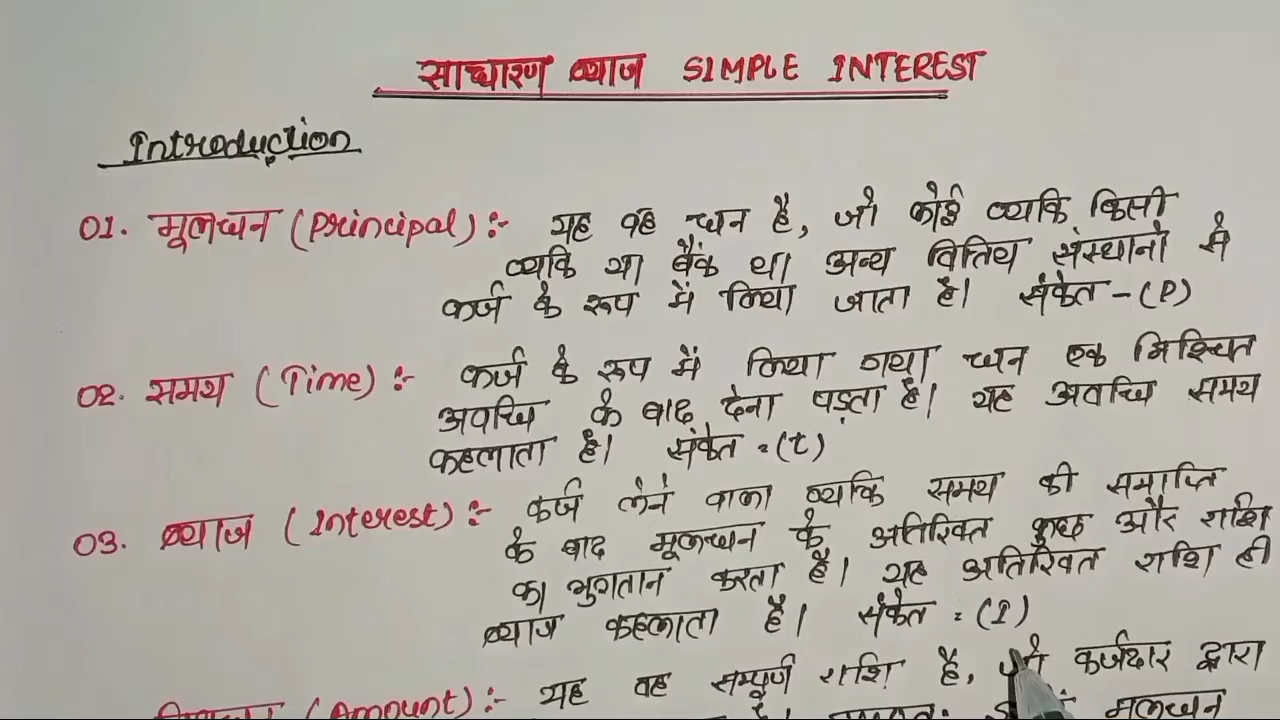 साधारण ब्याज SIMPLE INTEREST
Introduction
01. मूलधन (Principal) :- यह वह धन है, जो कोई व्यकि किसी
व्यकि या बैंक या अन्य वित्तिय संस्थानो से
कर्ज के रूप में लिया जाता है। संकेत - (P)
02. समय (Time) :- कर्ज के रूप में लिया गया धन एक निश्चित
अवधि के बाद देना पड़ता है। यह अवधि समय
कहलाता है। संकेत = (t)
03. ब्याज (Interest) :- कर्ज लेने वाला व्यकि समय की समाप्ति
के बाद मूलधन के अतिरिक्त कुछ और राशि
का भुगतान करता है। यह अतिरिक्त राशि ही
ब्याज कहलाता है। संकेत = (I)
(Amount) :- यह वह सम्पूर्ण राशि है, कर्जदार द्वारा
मूलधन